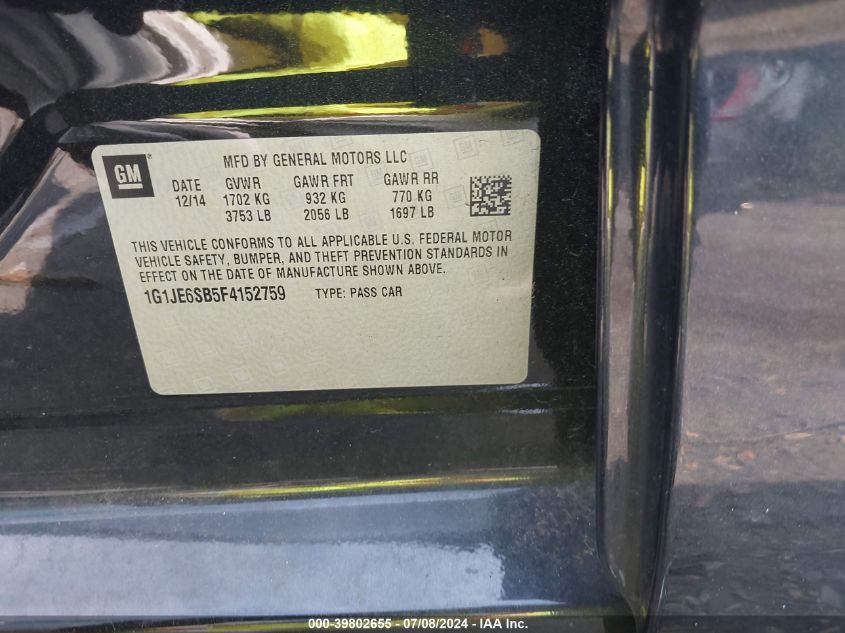 GM
MFD BY GENERAL MOTORS LLC
DATE GVWR GAWR FRT GAWR RR
12/14 1702 KG 932 KG 770 KG
3753 LB 2056 LB 1697 LB
THIS VEHICLE CONFORMS TO ALL APPLICABLE U.S. FEDERAL MOTOR
VEHICLE SAFETY, BUMPER, AND THEFT PREVENTION STANDARDS IN
EFFECT ON THE DATE OF MANUFACTURE SHOWN ABOVE.
1G1JE6SB5F4152759 TYPE: PASS CAR
000-39802655 - 07/08/2024 - IAA Inc.